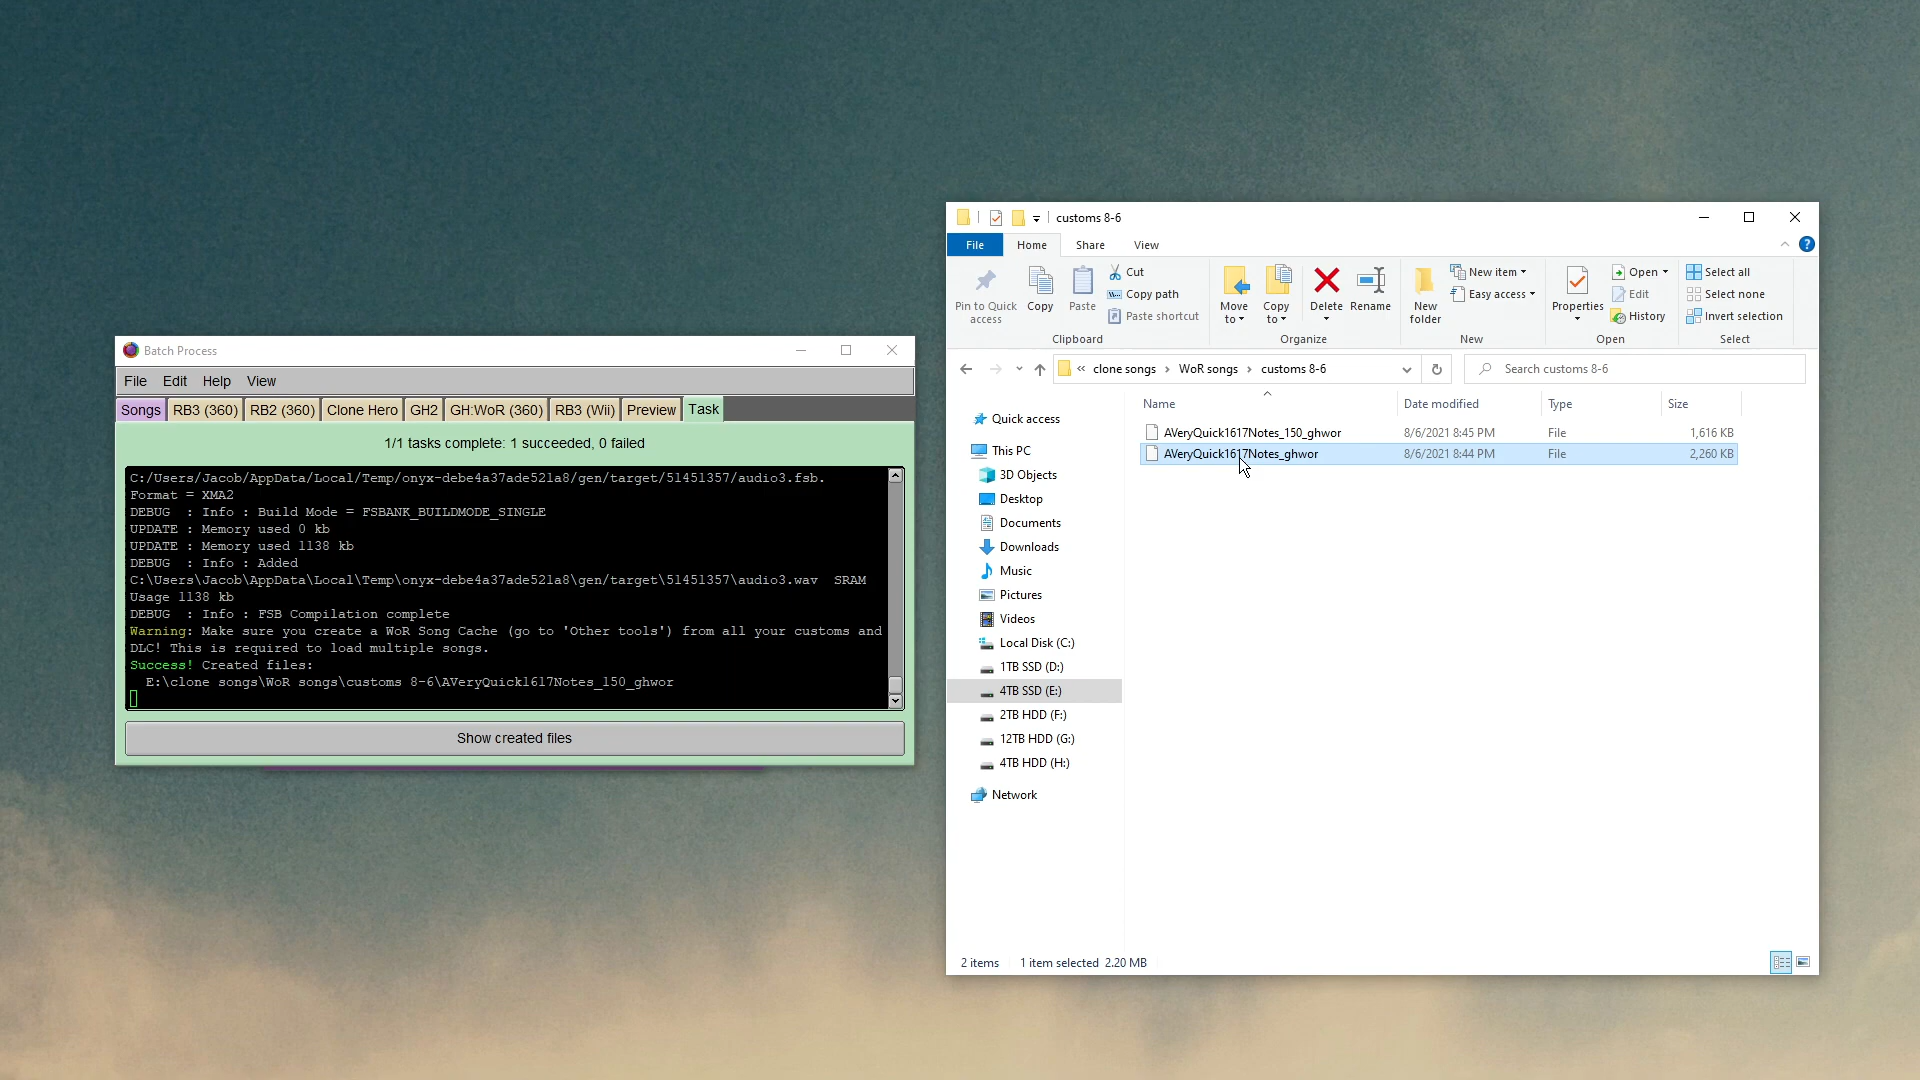 Batch Process
File Edit Help View
Songs RB3 (360) RB2 (360) Clone Hero GH2 GH:WoR (360) RB3 (Wii) Preview Task
1/1 tasks complete: 1 succeeded, 0 failed
C:/Users/Jacob/AppData/Local/Temp/onyx-debe4a37ade521a8/gen/target/51451357/audio3.fsb.
Format = XMA2
DEBUG : Info : Build Mode = FSBANK_BUILDMODE_SINGLE
UPDATE : Memory used 0 kb
UPDATE : Memory used 1138 kb
DEBUG : Info : Added
C:\Users\Jacob\AppData\Local\Temp\onyx-debe4a37ade521a8\gen/target\51451357\audio3.wav SRAM
Usage 1138 kb
DEBUG : Info : FSB Compilation complete
Warning: Make sure you create a WoR Song Cache (go to 'Other tools') from all your customs and
DLC! This is required to load multiple songs.
Success! Created files:
E:\clone songs\WoR songs\customs 8-6\AVeryQuick1617Notes_150_ghwor
Show created files
customs 8-6
File Home Share View
Pin to Quick access
Copy
Paste
Cut
Copy path
Paste shortcut
Clipboard
Move to
Copy to
Delete
Rename
Organize
New folder
New item
Easy access
New
Properties
Open
Edit
History
Open
Select all
Select none
Invert selection
Select
« clone songs › WoR songs › customs 8-6
Search customs 8-6
Quick access
This PC
3D Objects
Desktop
Documents
Downloads
Music
Pictures
Videos
Local Disk (C:)
1TB SSD (D:)
4TB SSD (E:)
2TB HDD (F:)
12TB HDD (G:)
4TB HDD (H:)
Network
Name Date modified Type Size
AVeryQuick1617Notes_150_ghwor 8/6/2021 8:45 PM File 1,616 KB
AVeryQuick1617Notes_ghwor 8/6/2021 8:44 PM File 2,260 KB
2 items 1 item selected 2.20 MB